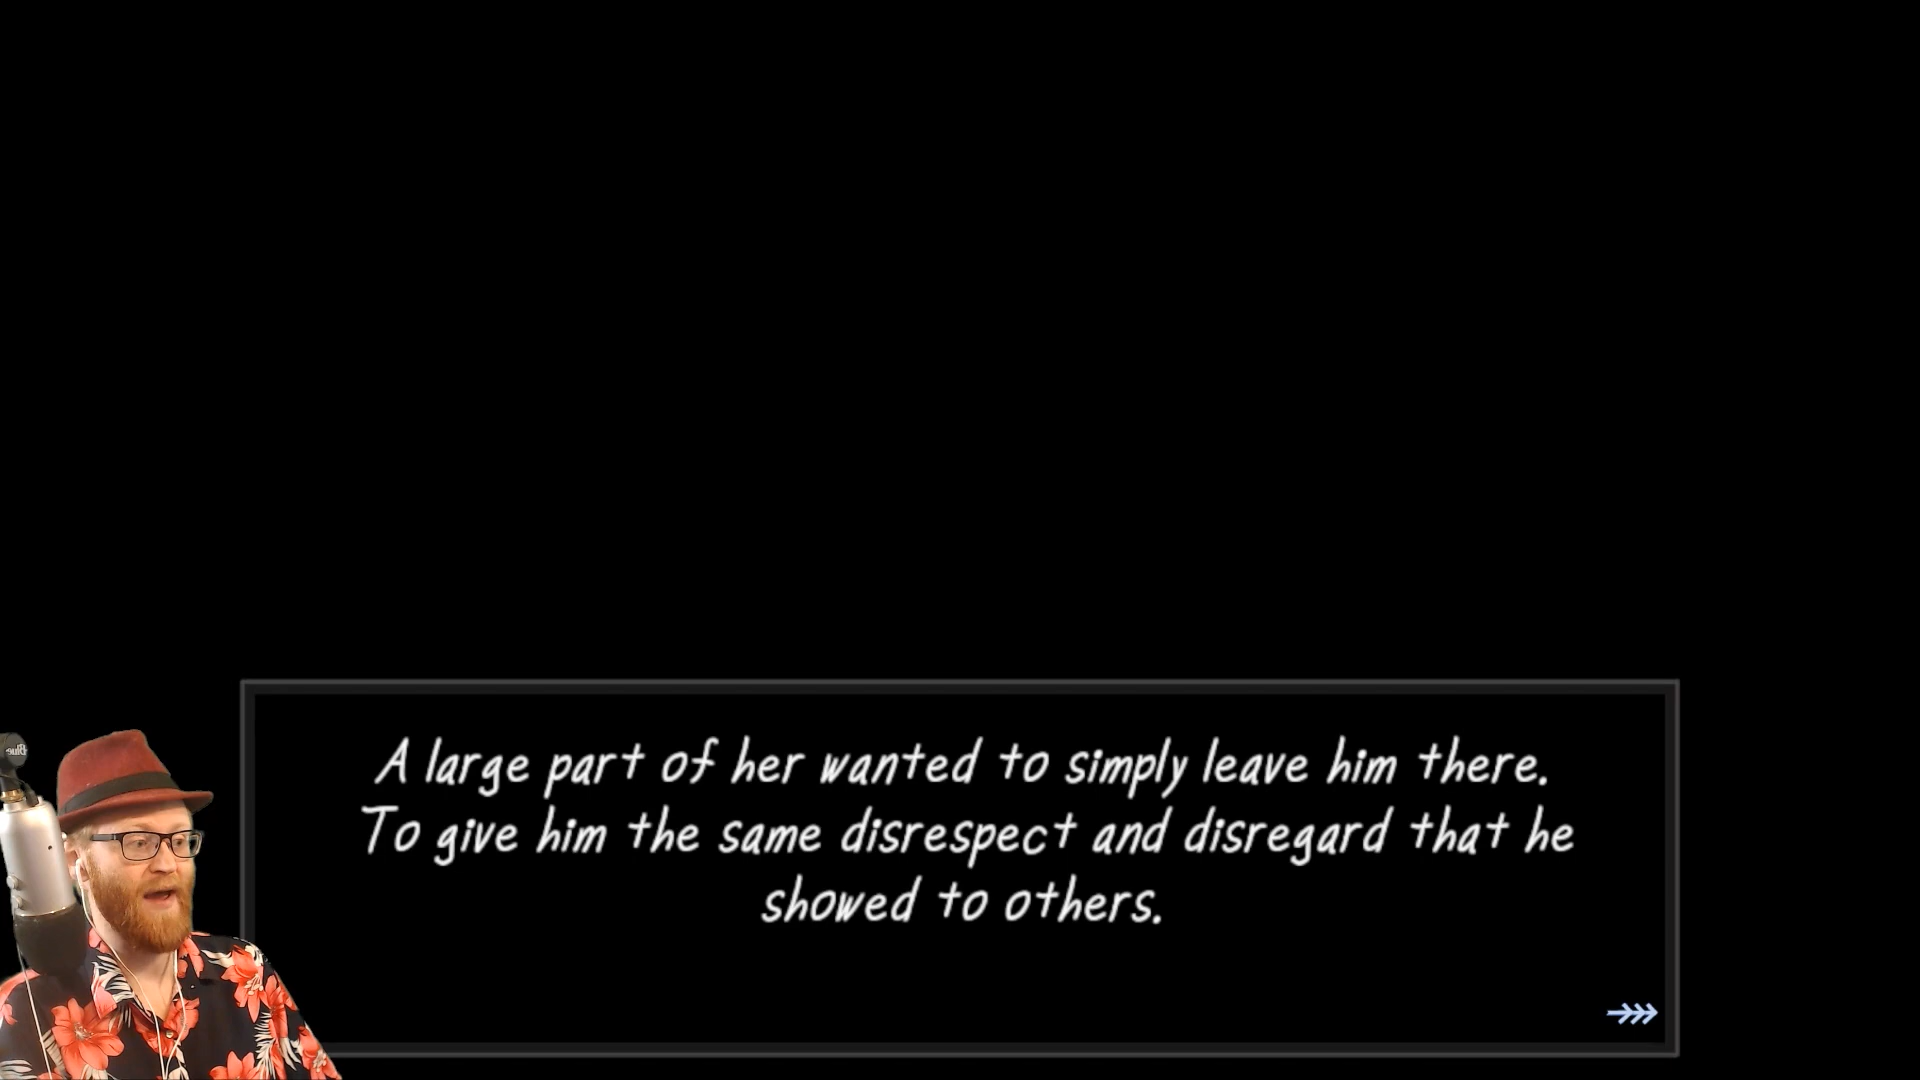 A large part of her wanted to simply leave him there.
To give him the same disrespect and disregard that he
showed to others.